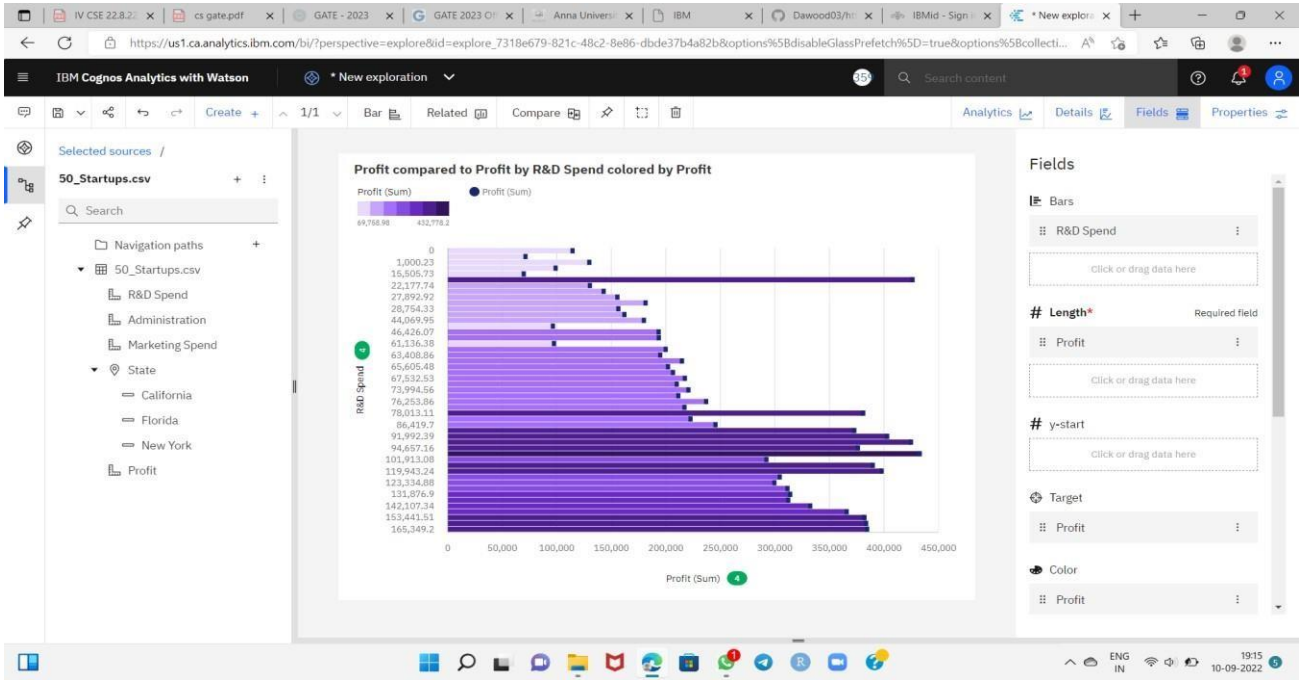 IV CSE 22.8.22
cs gate.pdf
GATE - 2023
GATE 2023 Of
Anna Universi
IBM
Dawood03/ht
IBMid - Sign i
* New explora
https://us1.ca.analytics.ibm.com/bi/?perspective=explore&id=explore_7318e679-821c-48c2-8e86-dbde37b4a82b&options%5BdisableGlassPrefetch%5D=true&options%5Bcollecti...
IBM Cognos Analytics with Watson
* New exploration
Search content
1
Create +
1/1
Bar
Related
Compare
Analytics
Details
Fields
Properties
Selected sources /
50_Startups.csv
Search
Navigation paths
50_Startups.csv
R&D Spend
Administration
Marketing Spend
State
California
Florida
New York
Profit
Profit compared to Profit by R&D Spend colored by Profit
Profit (Sum)
Profit (Sum)
69,768.98 432,778.2
R&D Spend 4
0
1,000.23
15,505.73
22,177.74
27,892.92
28,754.33
44,069.95
46,426.07
61,136.38
63,408.86
65,605.48
67,532.53
73,994.56
76,253.86
78,013.11
86,419.7
91,992.39
94,657.16
101,913.08
119,943.24
123,334.88
131,876.9
142,107.34
153,441.51
165,349.2
0 50,000 100,000 150,000 200,000 250,000 300,000 350,000 400,000 450,000
Profit (Sum) 4
Fields
Bars
R&D Spend
Click or drag data here
# Length* Required field
Profit
Click or drag data here
# y-start
Click or drag data here
Target
Profit
Color
Profit
ENG
IN
19:15
10-09-2022
5